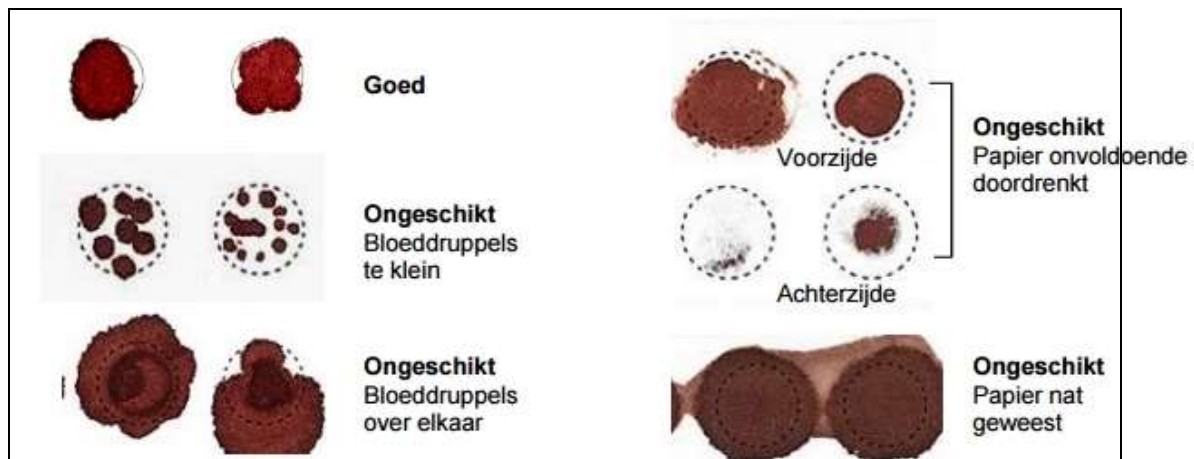 Goed
Ongeschikt
Bloeddruppels
te klein
Ongeschikt
Bloeddruppels
over elkaar
Voorzijde
Achterzijde
Ongeschikt
Papier onvoldoende
doordrenkt
Ongeschikt
Papier nat
geweest